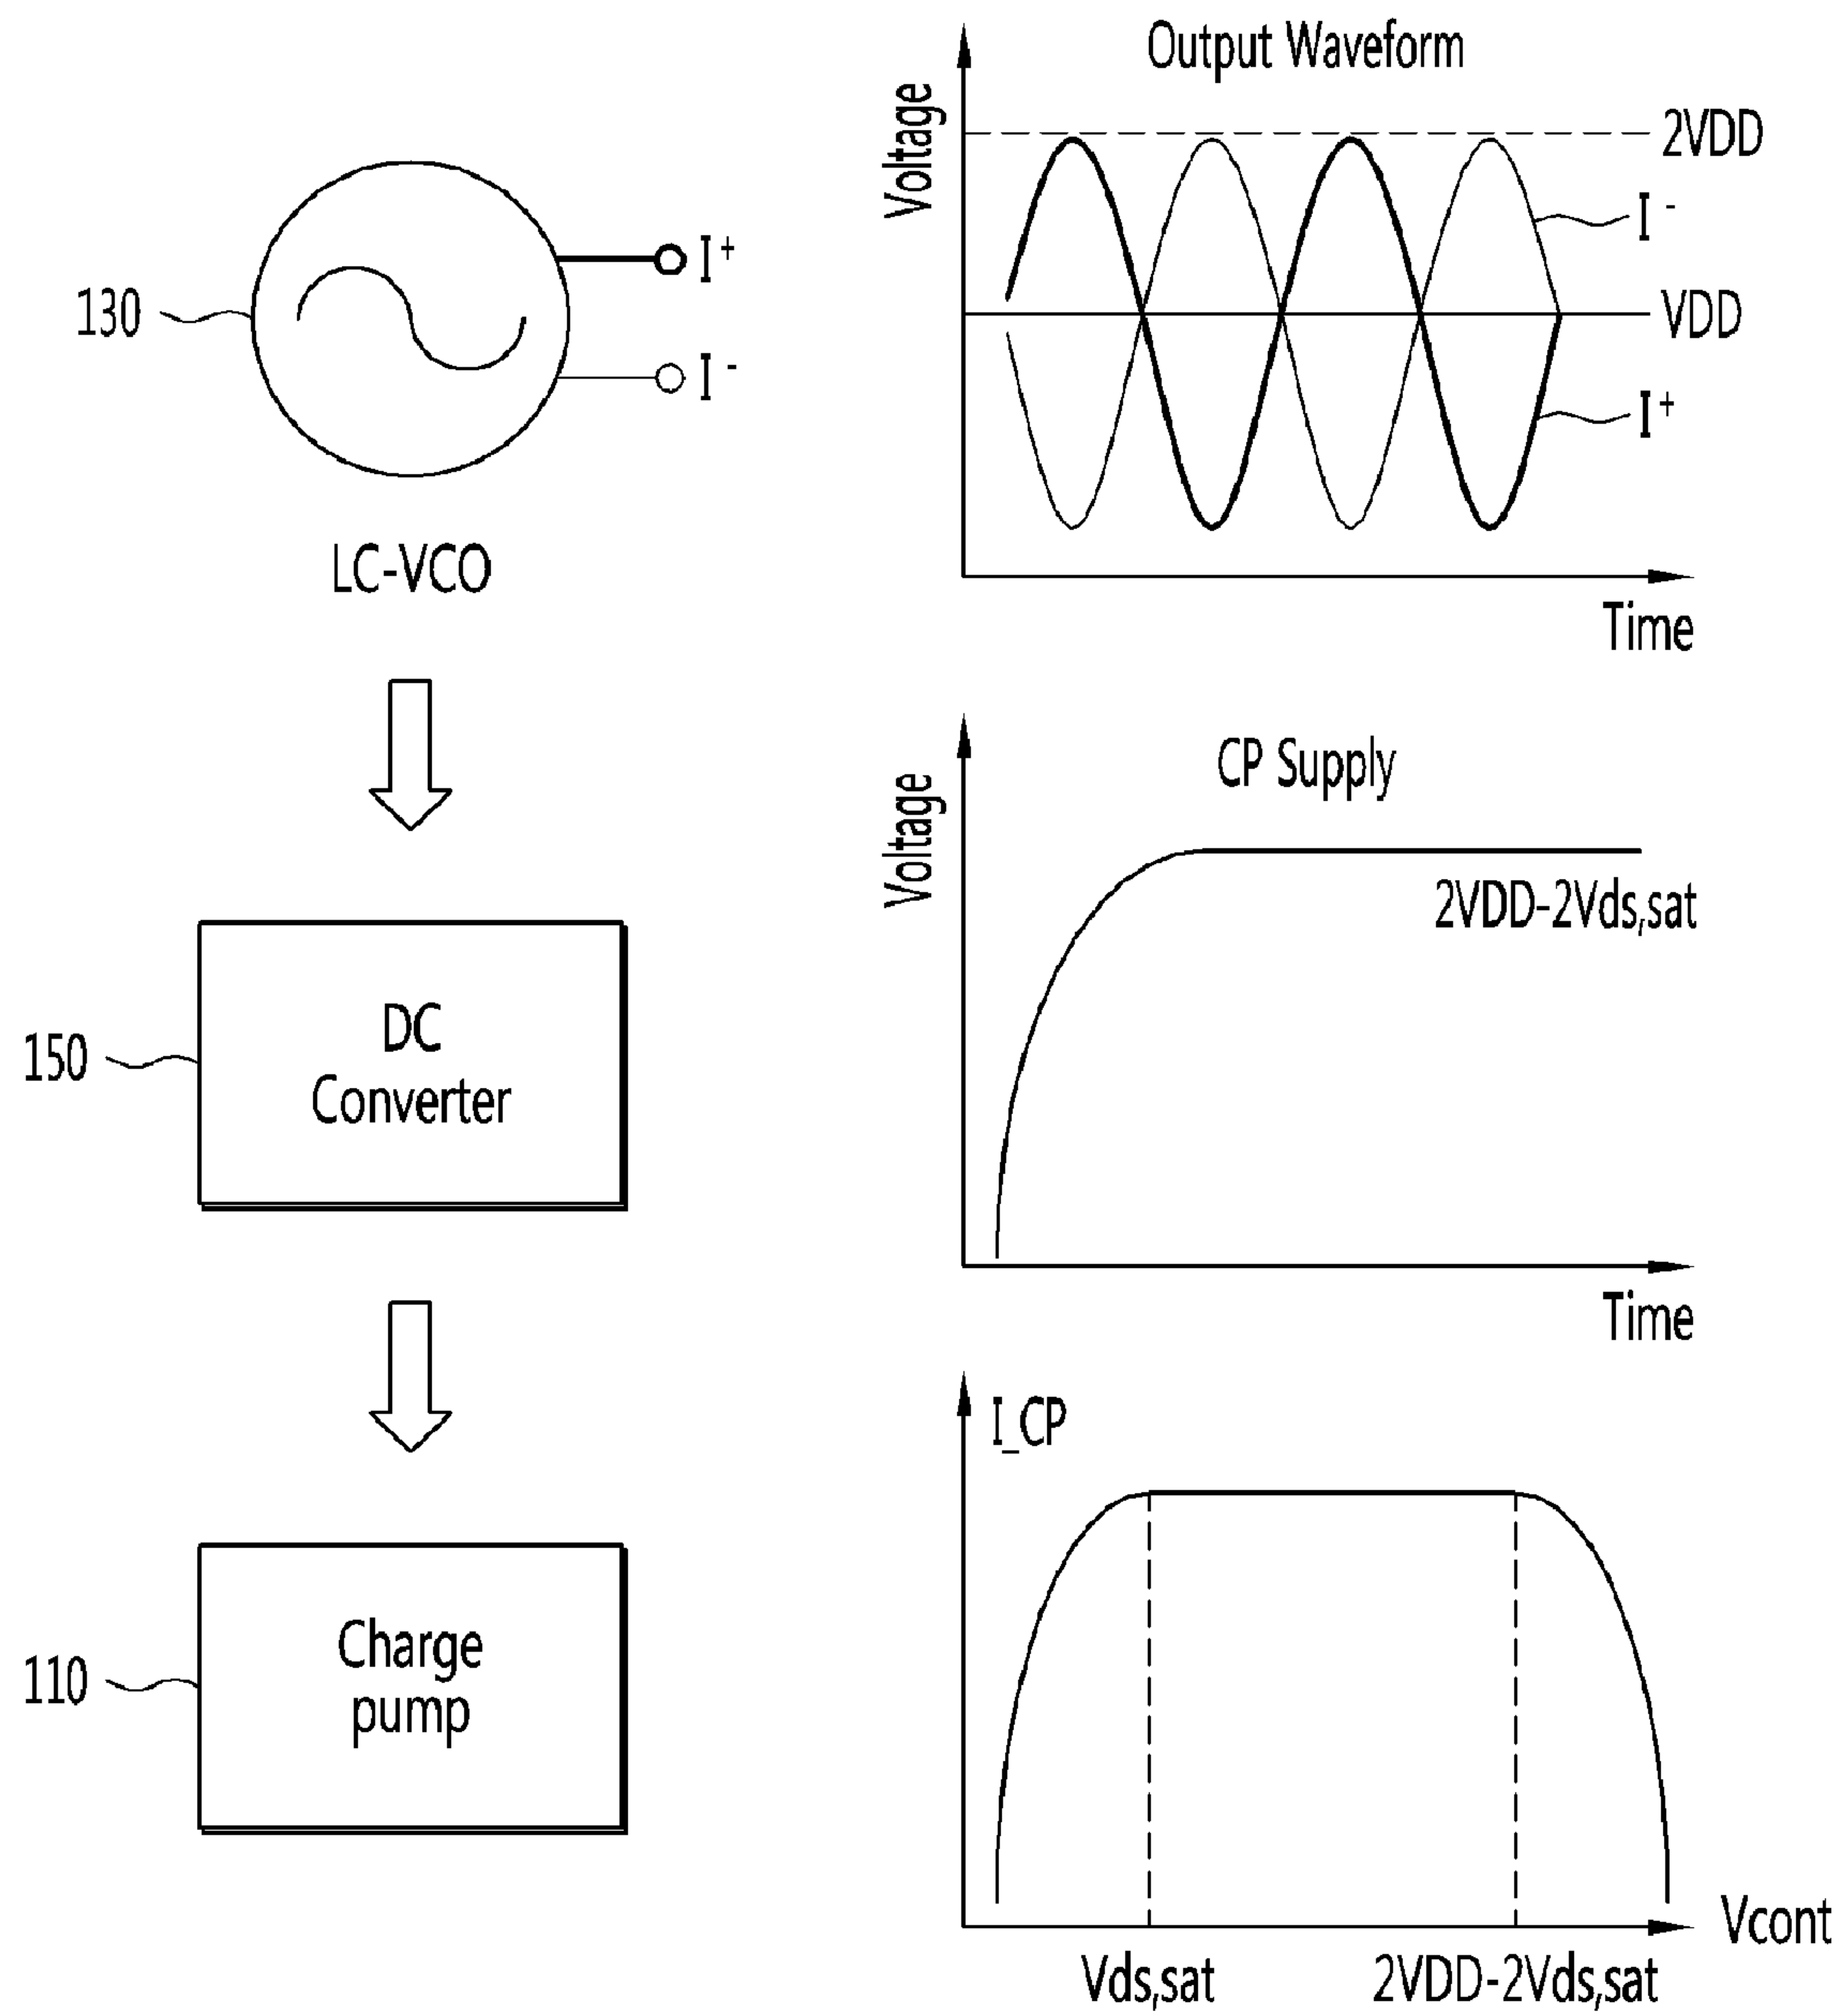 Output Waveform
Voltage
2VDD
I-
VDD
I+
Time
130
I+
I-
LC-VCO
CP Supply
Voltage
2VDD-2Vds,sat
Time
150
DC
Converter
I_CP
Vcont
Vds,sat
2VDD-2Vds,sat
110
Charge
pump